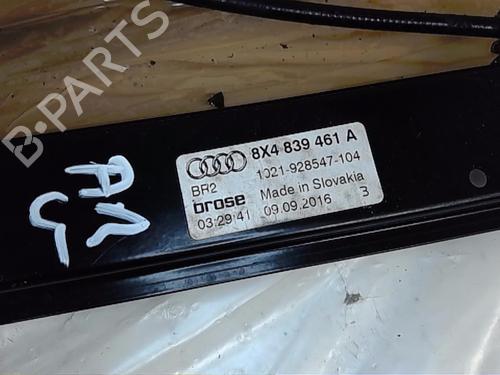 B-PARTS
8X4 839 461 A
1021-928547-104
BR2
brose Made in Slovakia
03:29:41 09.09.2016 3